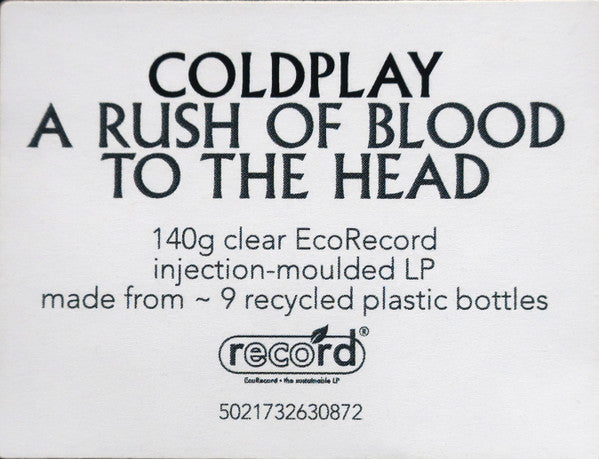 COLDPLAY
A RUSH OF BLOOD
TO THE HEAD
140g clear EcoRecord
injection-moulded LP
made from ~ 9 recycled plastic bottles
record®
EcoRecord • the sustainable LP
5021732630872